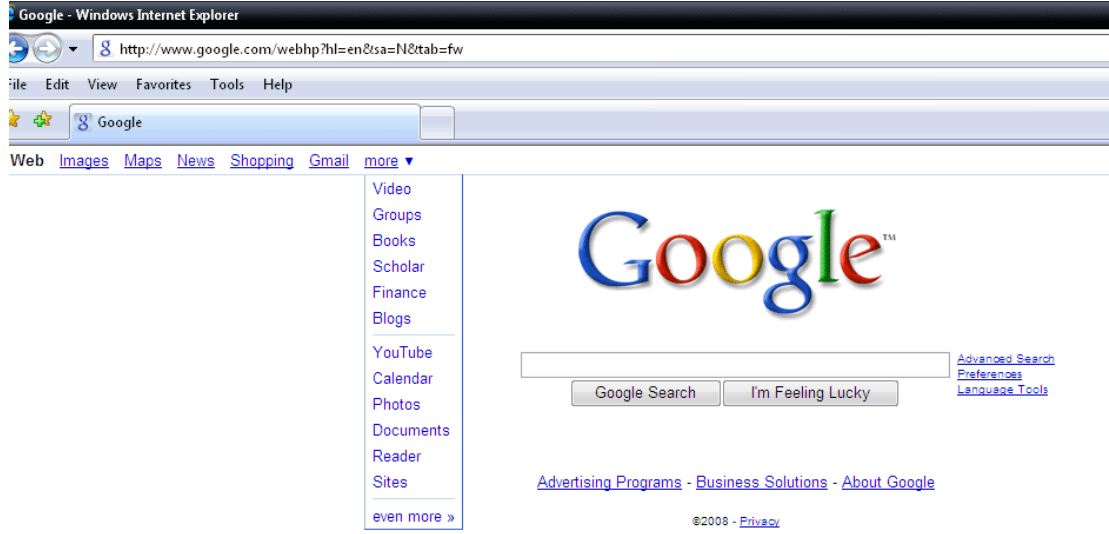 Google - Windows Internet Explorer
http://www.google.com/webhp?hl=en&sa=N&tab=fw
File Edit View Favorites Tools Help
Google
Web Images Maps News Shopping Gmail more ▼
Video
Groups
Books
Scholar
Finance
Blogs
YouTube
Calendar
Photos
Documents
Reader
Sites
even more »
Google™
Advanced Search
Preferences
Language Tools
Google Search I'm Feeling Lucky
Advertising Programs - Business Solutions - About Google
©2008 - Privacy